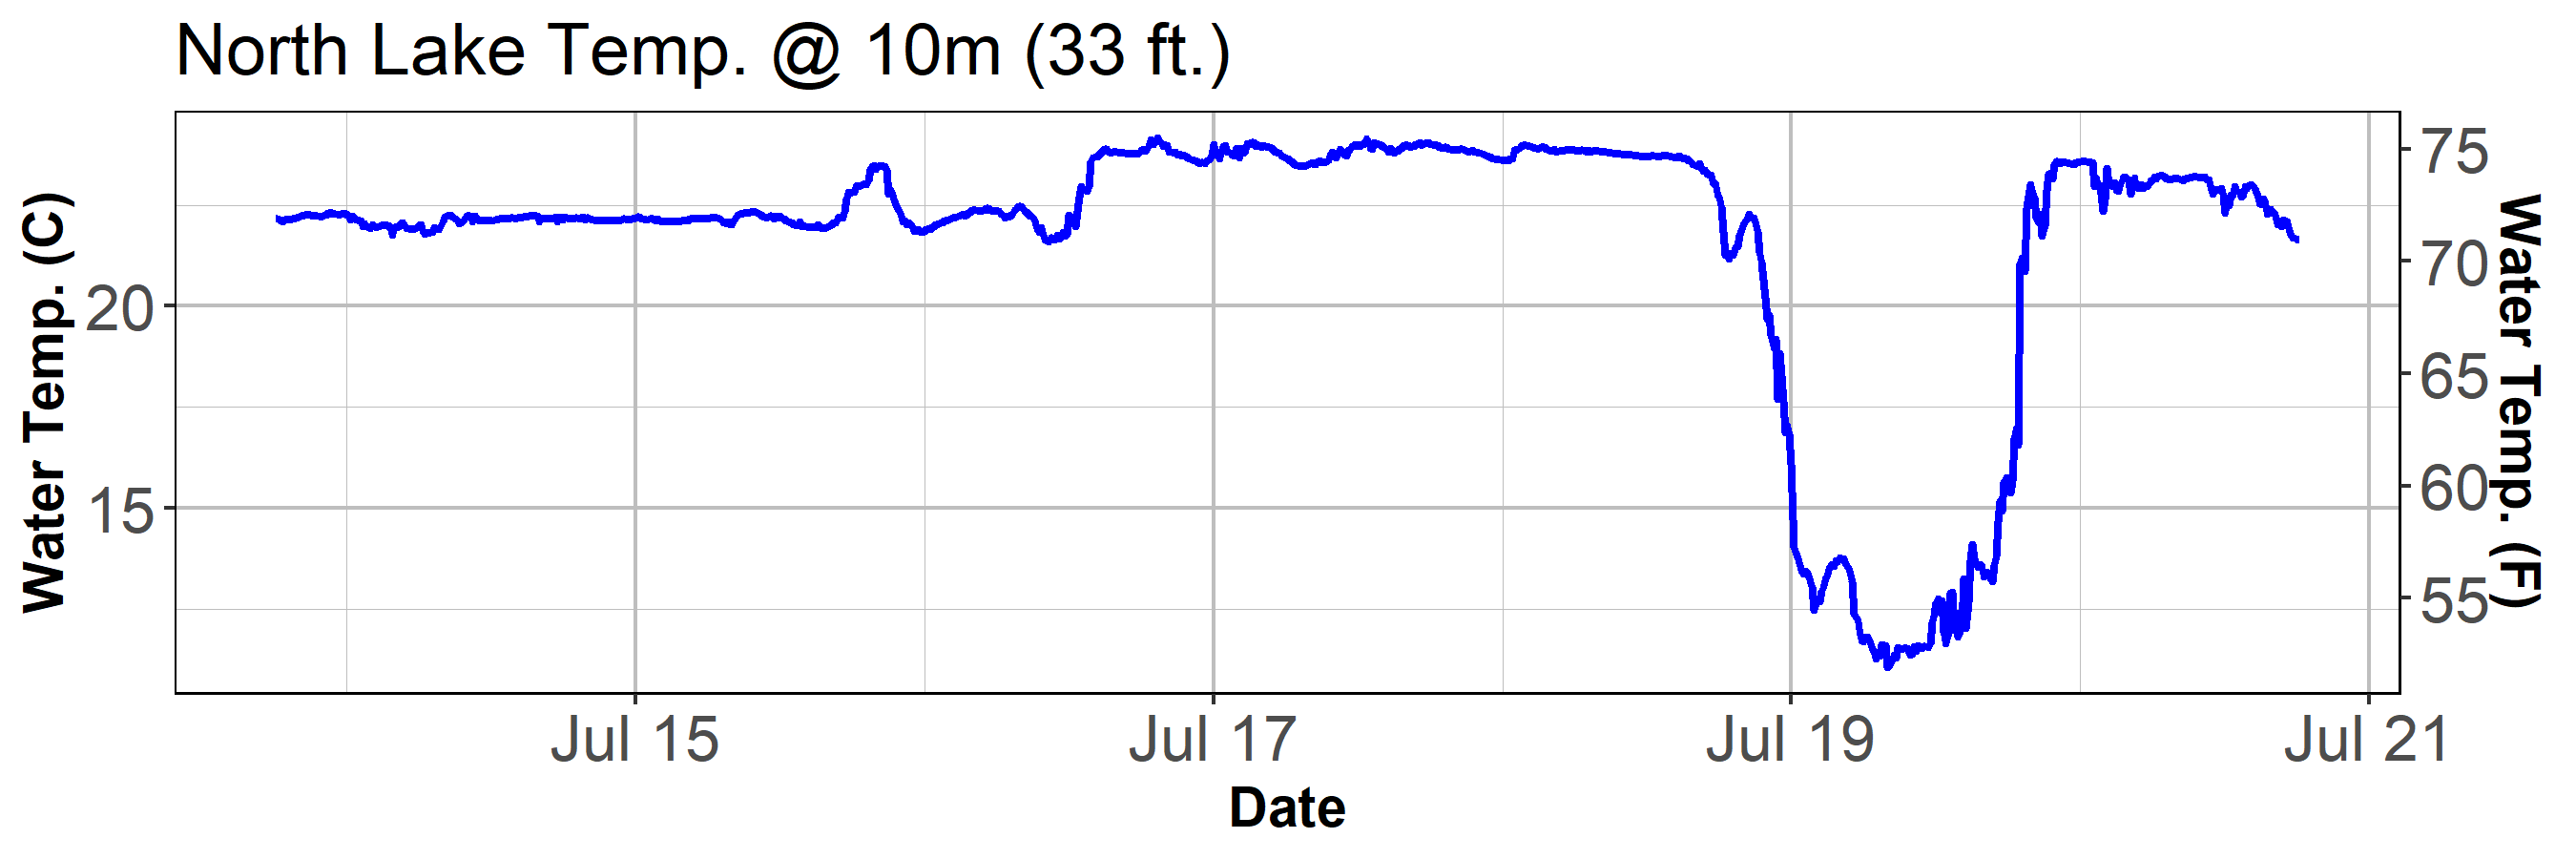 North Lake Temp. @ 10m (33 ft.)
Water Temp. (C)
20
15
75
70
65
60
55
Water Temp. (F)
Jul 15
Jul 17
Jul 19
Jul 21
Date